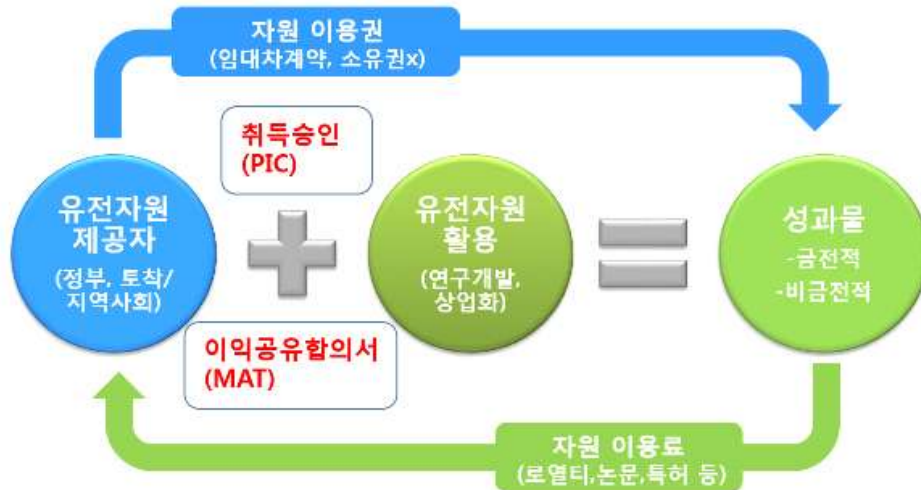 자원 이용권
(임대차계약, 소유권x)
취득승인
(PIC)
유전자원
제공자
(정부, 토착/
지역사회)
유전자원
활용
(연구개발,
상업화)
성과물
-금전적
-비금전적
이익공유합의서
(MAT)
자원 이용료
(로열티,논문,특허 등)